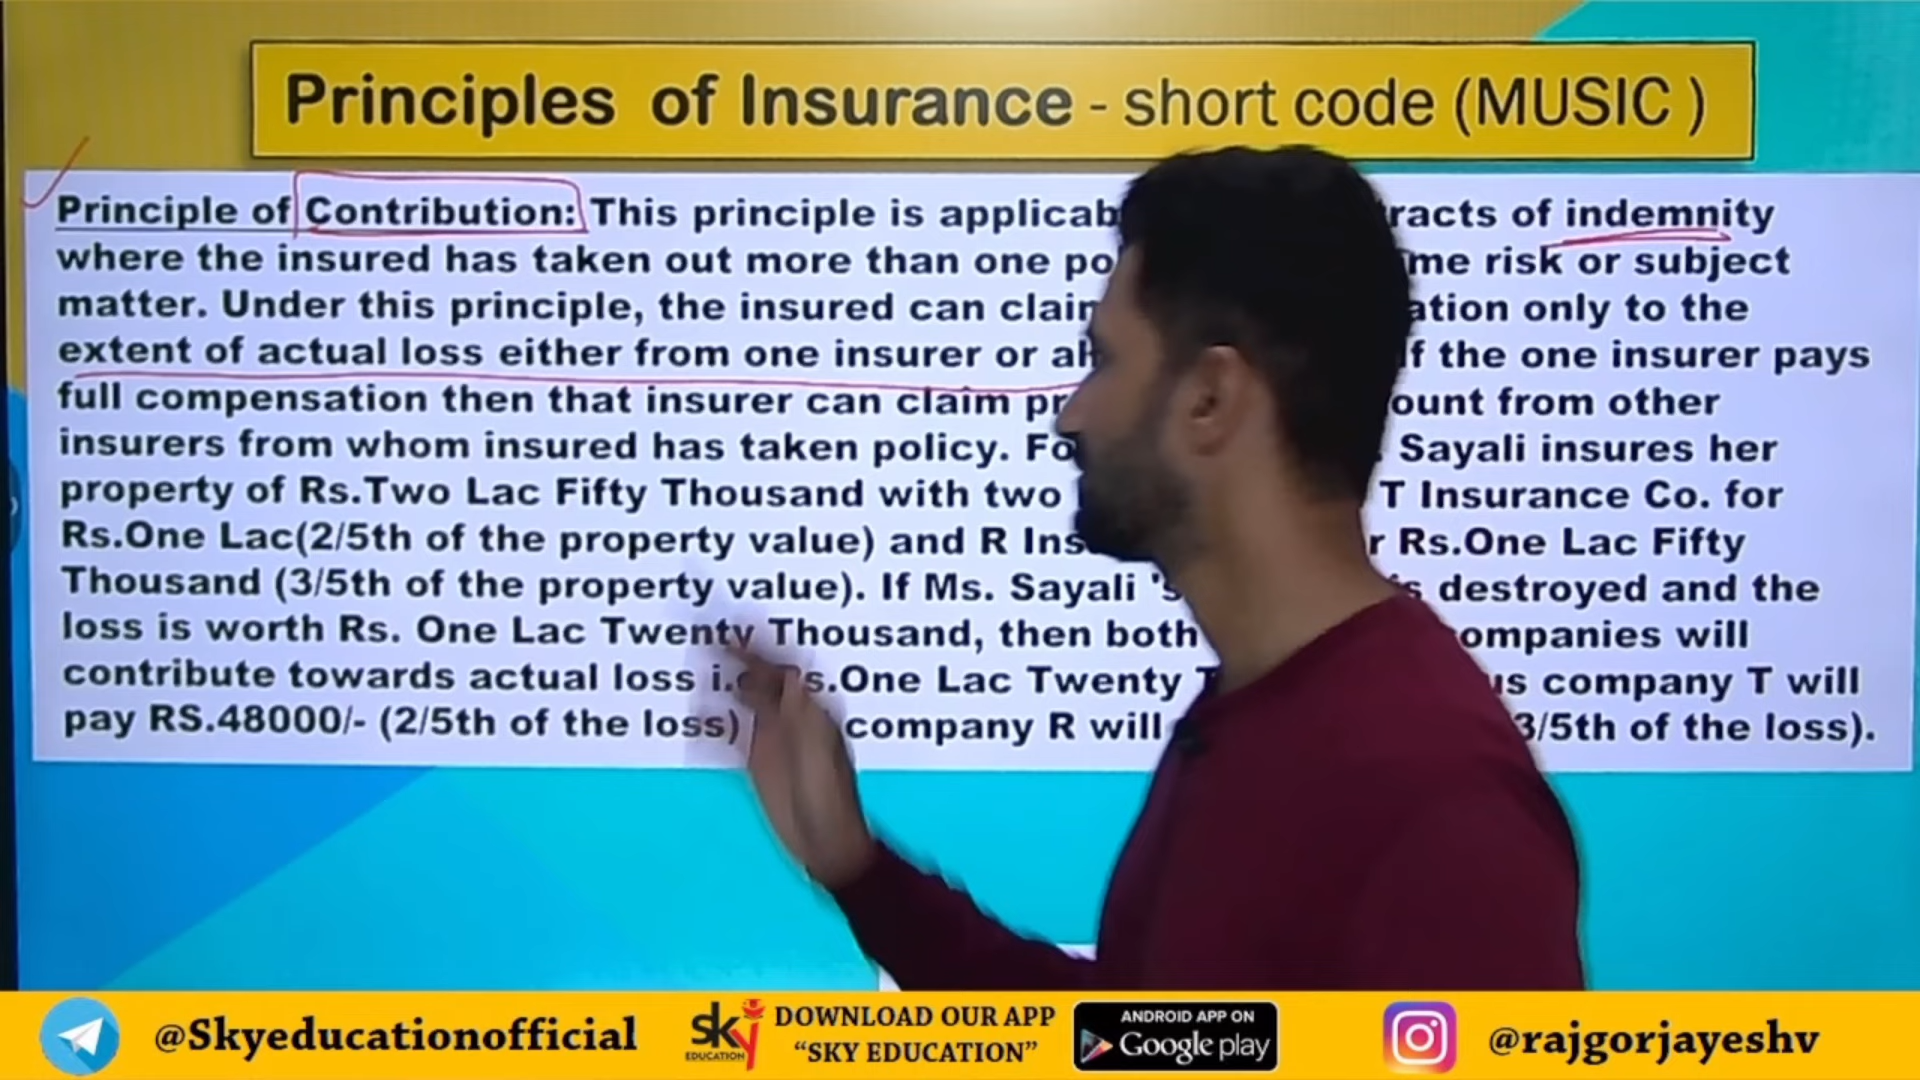 Principles of Insurance - short code (MUSIC )
Principle of Contribution: This principle is racts of indemnity
where the insured has taken out more than one me risk or subject
matter. Under this principle, the insured can ation only to the
extent of actual loss either from one insurer or f the one insurer pays
full compensation then that insurer can claim ount from other
insurers from whom insured has taken policy. Sayali insures her
property of Rs.Two Lac Fifty Thousand with two T Insurance Co. for
Rs.One Lac(2/5th of the property value) and R Rs.One Lac Fifty
Thousand (3/5th of the property value). If Ms. Sayali 's destroyed and the
loss is worth Rs. One Lac Twenty Thousand, then both ompanies will
contribute towards actual loss Rs.One Lac Twenty us company T will
pay RS.48000/- (2/5th of the loss) company R will 3/5th of the loss).
@Skyeducationofficial
sky EDUCATION
DOWNLOAD OUR APP
“SKY EDUCATION”
ANDROID APP ON
Google play
@rajgorjayeshv